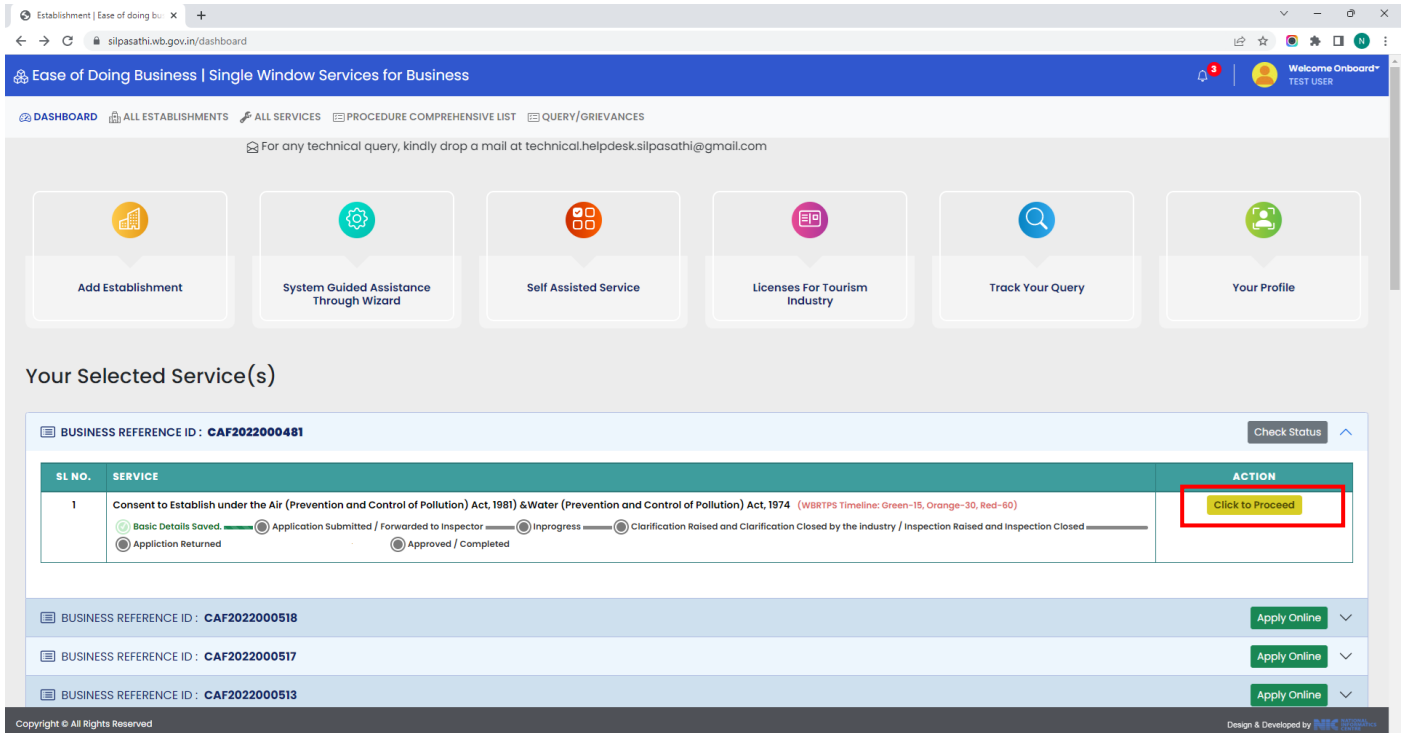 Establishment | Ease of doing bus
silpasathi.wb.gov.in/dashboard
N
Ease of Doing Business | Single Window Services for Business
3
Welcome Onboard
TEST USER
DASHBOARD ALL ESTABLISHMENTS ALL SERVICES PROCEDURE COMPREHENSIVE LIST QUERY/GRIEVANCES
For any technical query, kindly drop a mail at technical.helpdesk.silpasathi@gmail.com
Add Establishment
System Guided Assistance
Through Wizard
Self Assisted Service
Licenses For Tourism
Industry
Track Your Query
Your Profile
Your Selected Service(s)
BUSINESS REFERENCE ID : CAF2022000481 Check Status
SL NO. SERVICE ACTION
1 Consent to Establish under the Air (Prevention and Control of Pollution) Act, 1981) &Water (Prevention and Control of Pollution) Act, 1974 (WBRTPS Timeline: Green-15, Orange-30, Red-60) Click to Proceed
Basic Details Saved. Application Submitted / Forwarded to Inspector Inprogress Clarification Raised and Clarification Closed by the industry / Inspection Raised and Inspection Closed
Appliction Returned Approved / Completed
BUSINESS REFERENCE ID : CAF2022000518 Apply Online
BUSINESS REFERENCE ID : CAF2022000517 Apply Online
BUSINESS REFERENCE ID : CAF2022000513 Apply Online
Copyright © All Rights Reserved Design & Developed by NIC